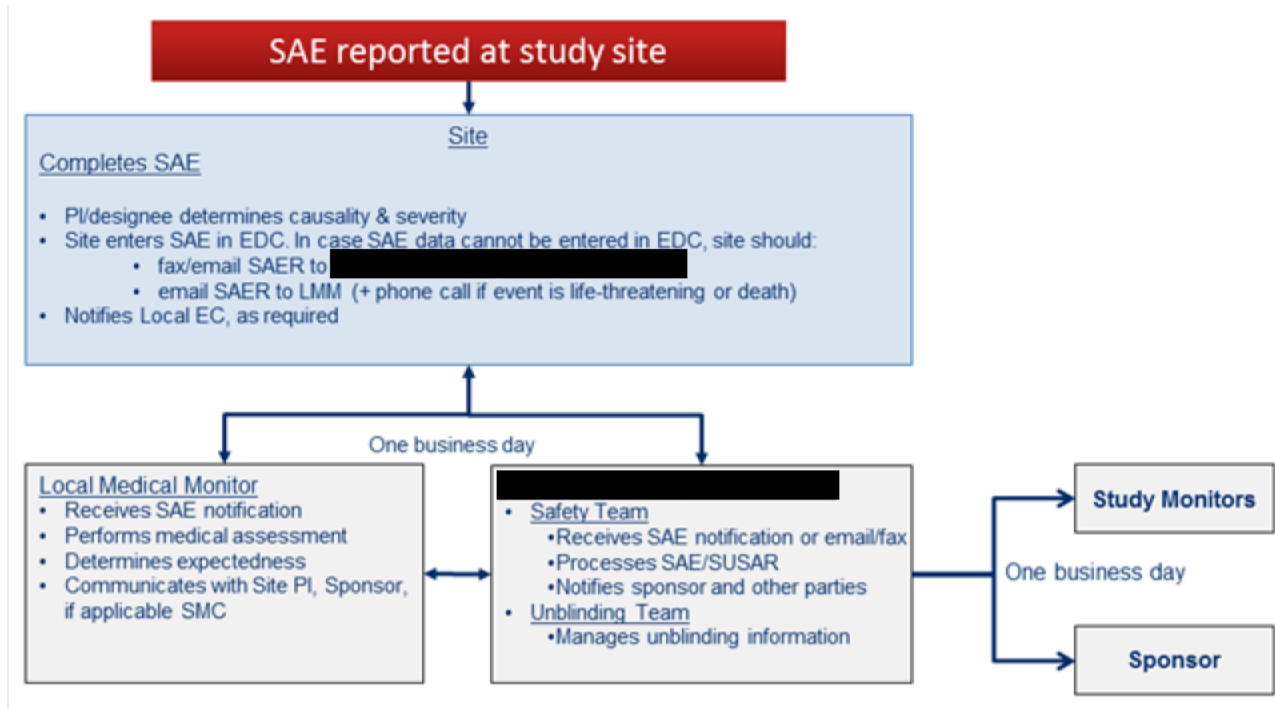 SAE reported at study site
Site
Completes SAE
• PI/designee determines causality & severity
• Site enters SAE in EDC. In case SAE data cannot be entered in EDC, site should:
• fax/email SAER to
• email SAER to LMM (+ phone call if event is life-threatening or death)
• Notifies Local EC, as required
One business day
Local Medical Monitor
• Receives SAE notification
• Performs medical assessment
• Determines expectedness
• Communicates with Site PI, Sponsor,
if applicable SMC
• Safety Team
•Receives SAE notification or email/fax
•Processes SAE/SUSAR
•Notifies sponsor and other parties
• Unblinding Team
•Manages unblinding information
Study Monitors
One business day
Sponsor